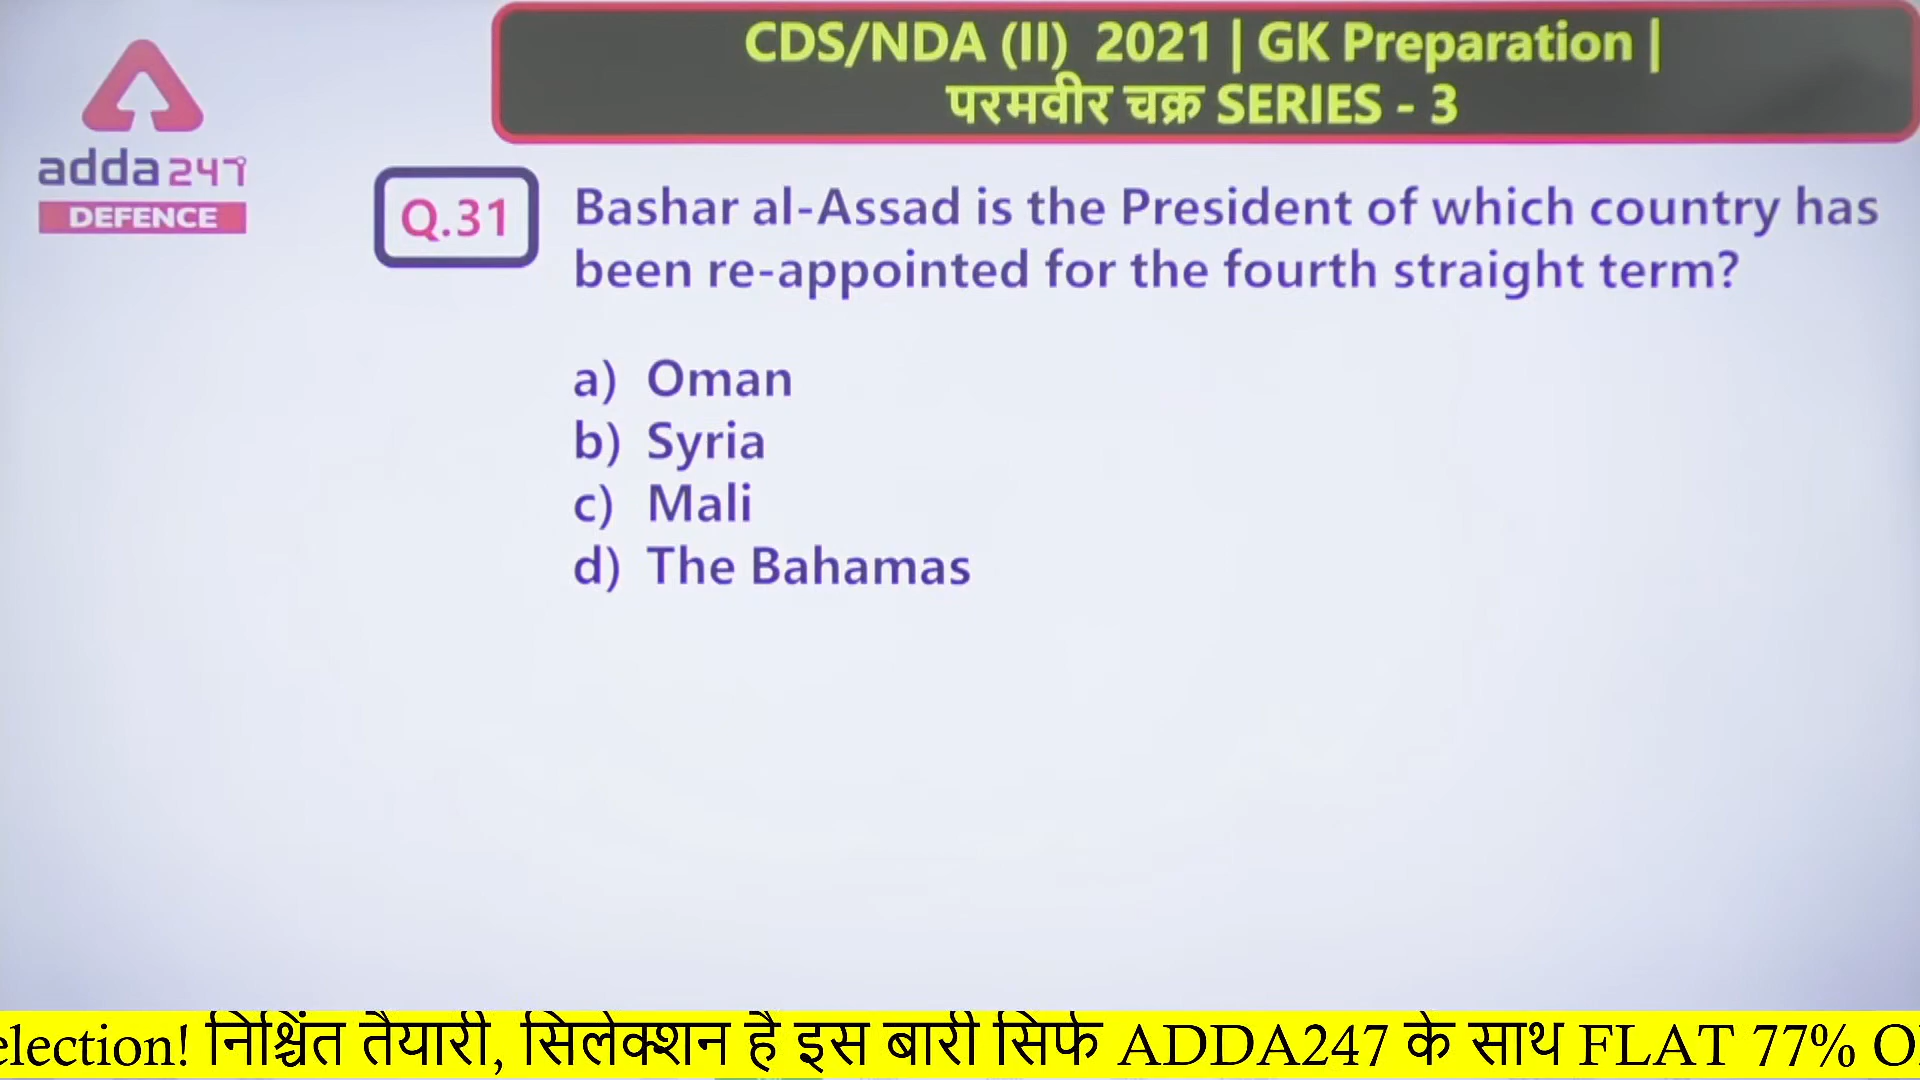 CDS/NDA (II) 2021 | GK Preparation |
परमवीर चक्र SERIES - 3
adda247
DEFENCE
Q.31
Bashar al-Assad is the President of which country has
been re-appointed for the fourth straight term?
a) Oman
b) Syria
c) Mali
d) The Bahamas
election! निश्चिंत तैयारी, सिलेक्शन है इस बारी सिर्फ ADDA247 के साथ FLAT 77% O